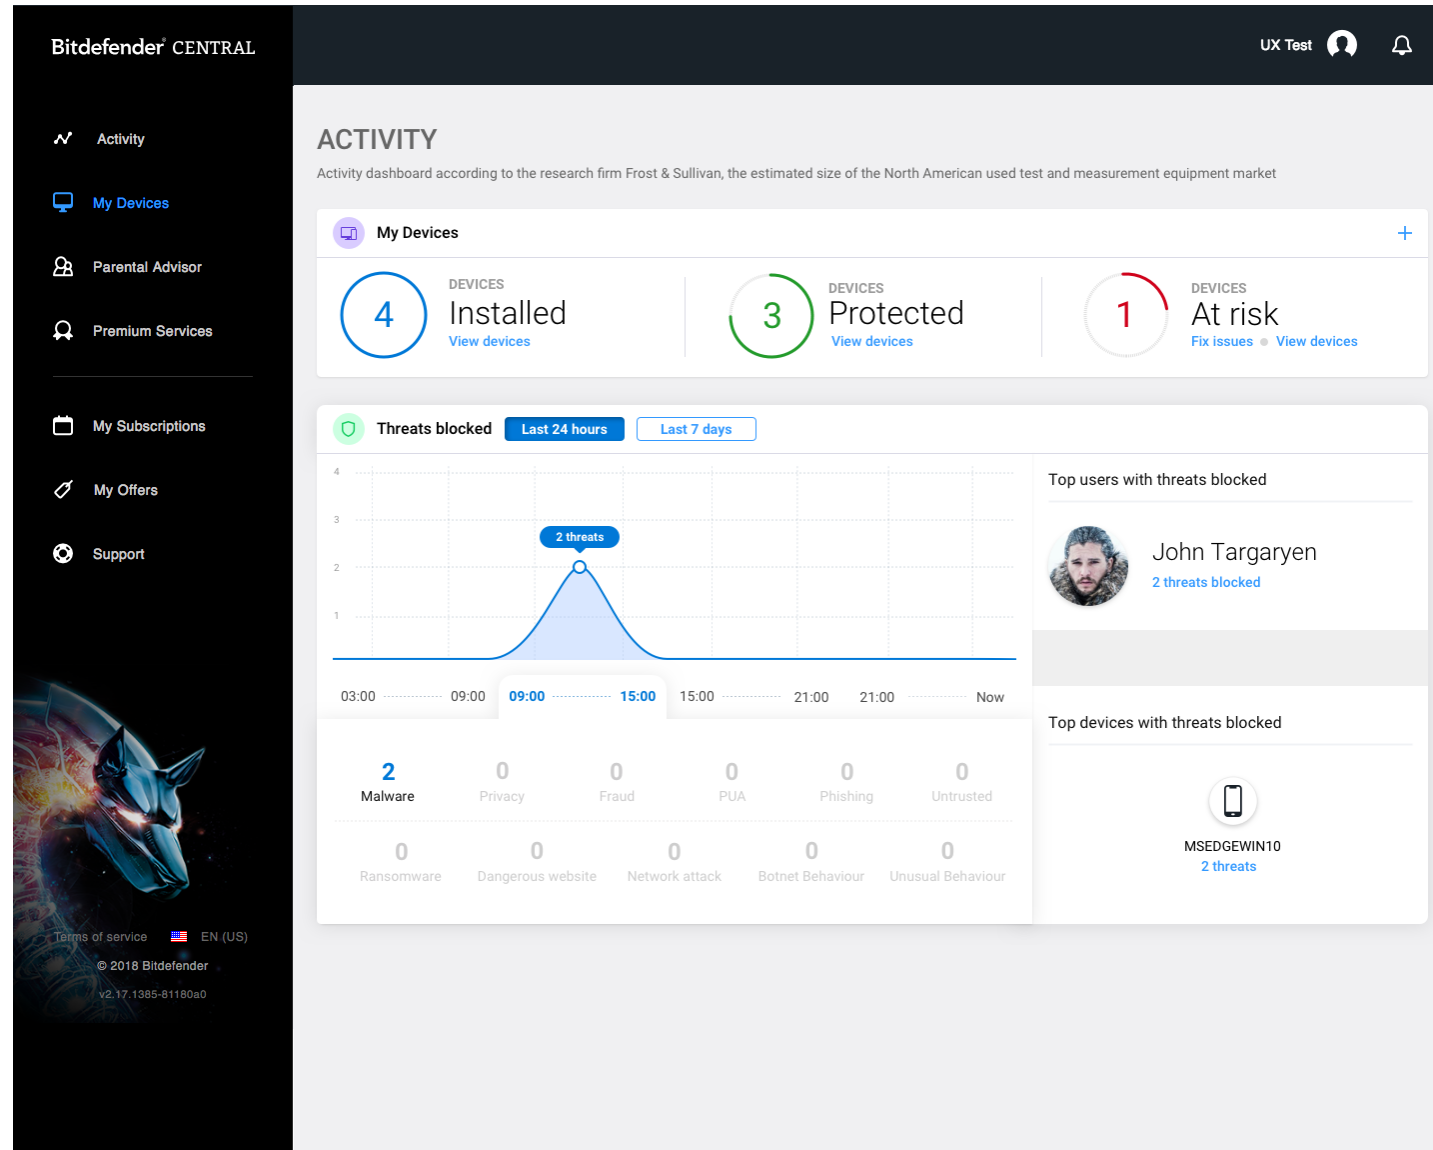 Bitdefender® CENTRAL
UX Test
Activity
My Devices
Parental Advisor
Premium Services
My Subscriptions
My Offers
Support
Terms of service EN (US)
© 2018 Bitdefender
v2.17.1385-81180a0
ACTIVITY
Activity dashboard according to the research firm Frost & Sullivan, the estimated size of the North American used test and measurement equipment market
My Devices
4
DEVICES
Installed
View devices
3
DEVICES
Protected
View devices
1
DEVICES
At risk
Fix issues View devices
Threats blocked Last 24 hours Last 7 days
4
3
2 threats
2
1
03:00 09:00 09:00 15:00 15:00 21:00 21:00 Now
2 0 0 0 0 0
Malware Privacy Fraud PUA Phishing Untrusted
0 0 0 0 0
Ransomware Dangerous website Network attack Botnet Behaviour Unusual Behaviour
Top users with threats blocked
John Targaryen
2 threats blocked
Top devices with threats blocked
MSEDGEWIN10
2 threats